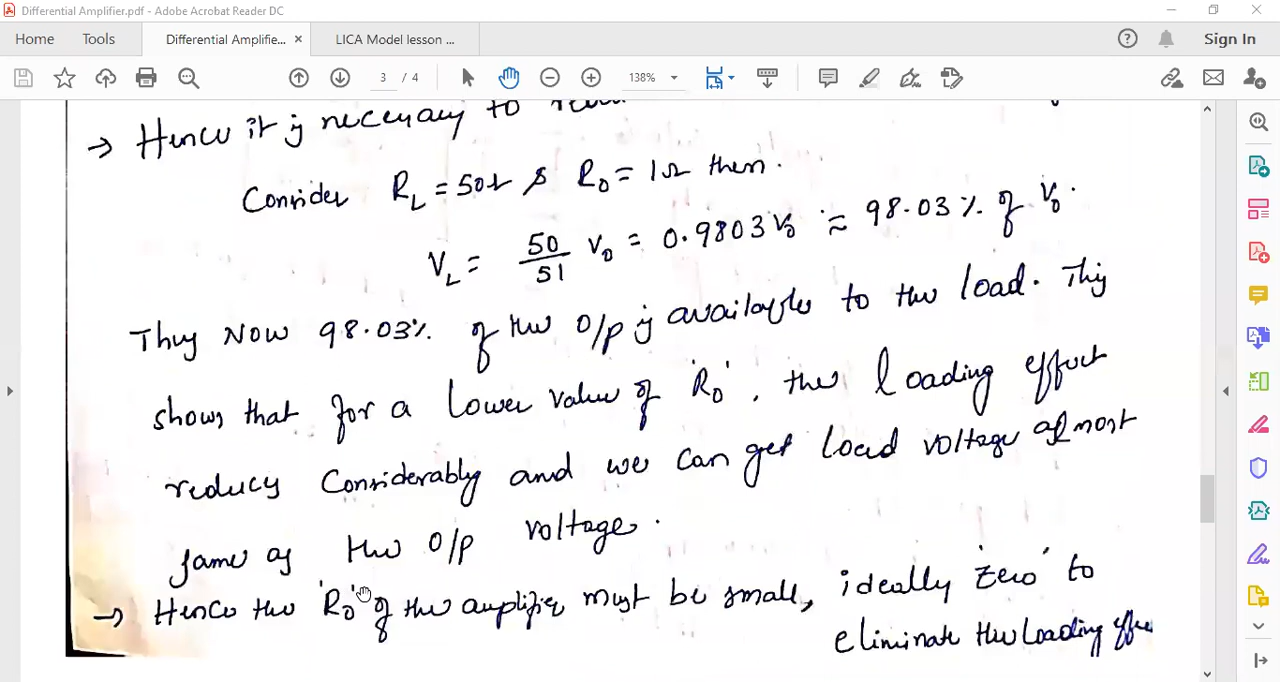 Differential Amplifier.pdf - Adobe Acrobat Reader DC
Home Tools Differential Amplifie... × LICA Model lesson ... Sign In
3 / 4 138%
→ Hence it is necessary to
Consider RL = 50Ω & R0 = 1Ω then.
VL = 50/51 V0 = 0.9803 V0 ≈ 98.03 % of V0.
Thus Now 98.03% of the O/p is available to the load. This
shows that for a lower value of 'R0', the loading effect
reduces Considerably and we can get load voltage almost
same as the O/p voltage.
→ Hence the 'R0' of the amplifier must be small, ideally 'zero' to
eliminate the loading